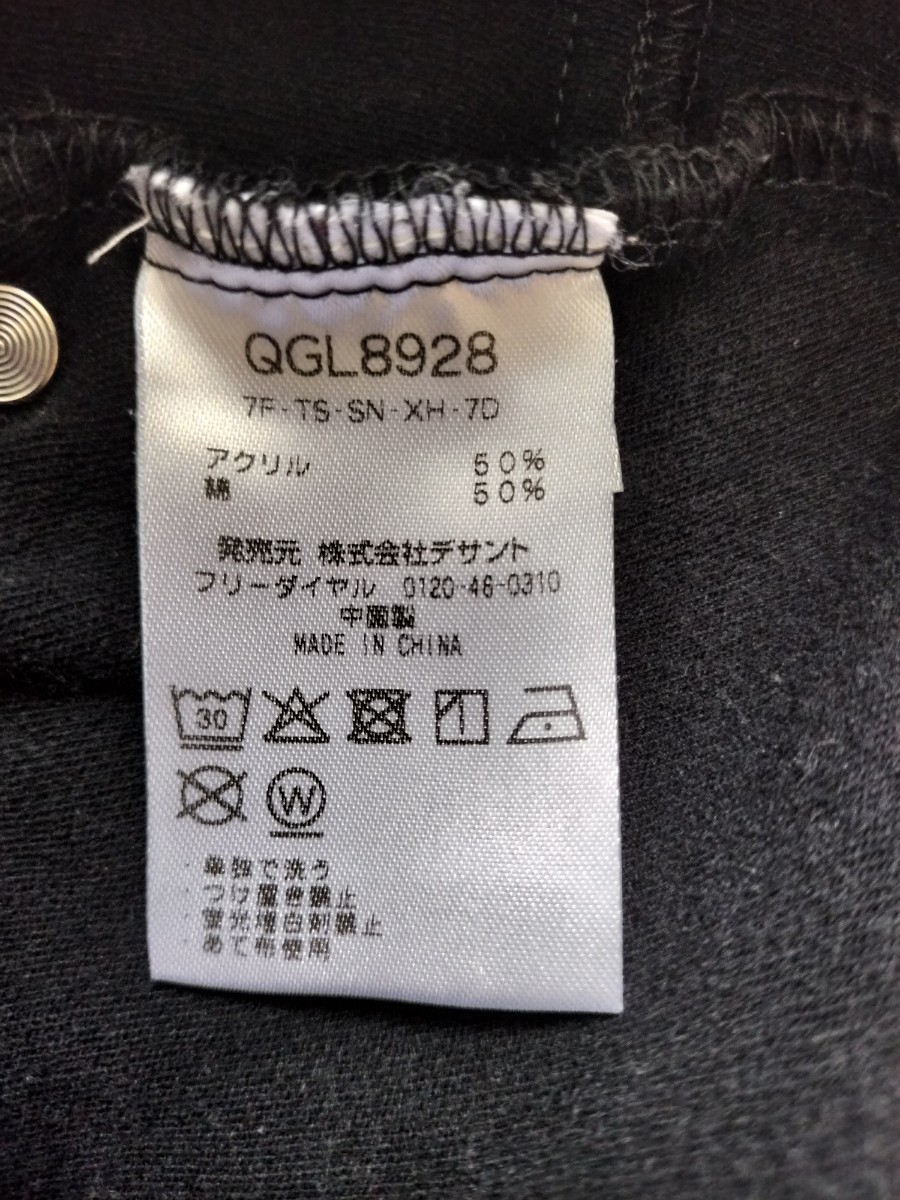 QGL8928
7F-TS-SN-XH-7D
アクリル 50%
綿 50%
発売元 株式会社デサント
フリーダイヤル 0120-46-0310
中国製
MADE IN CHINA
30
W
・単独で洗う
・つけ置き禁止
・蛍光増白剤禁止
・あて布使用